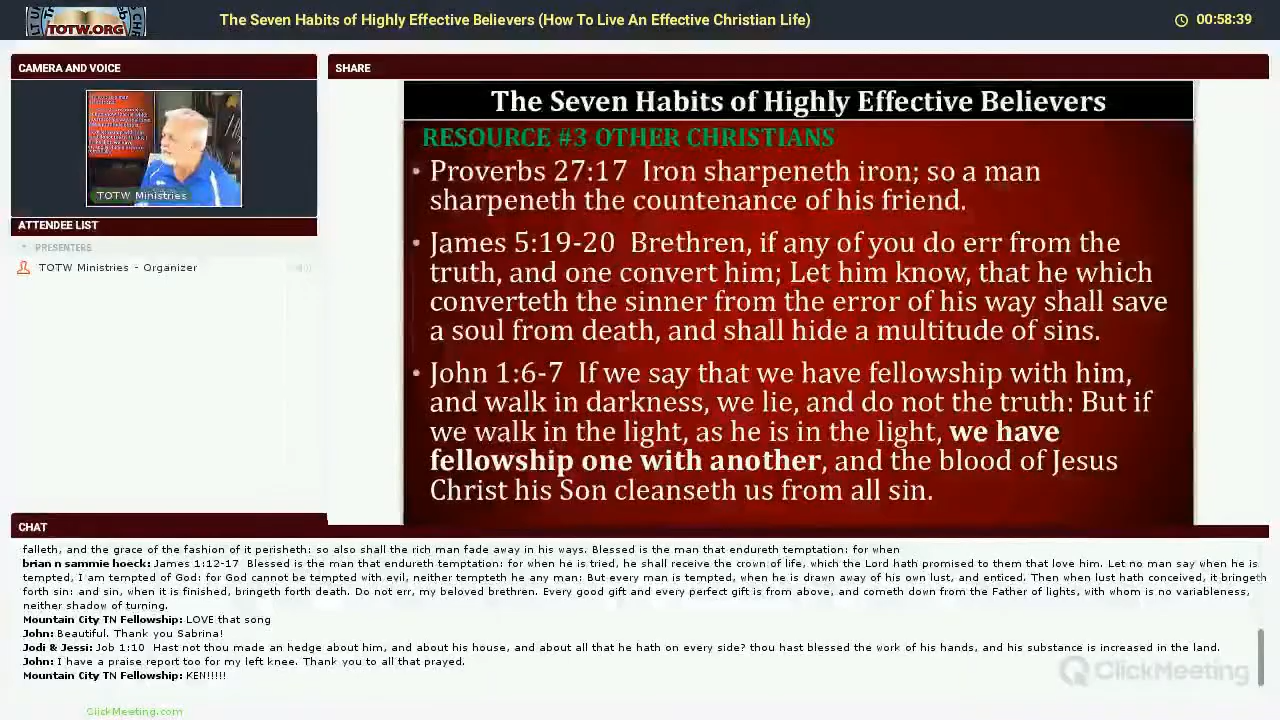 TOTW.ORG
The Seven Habits of Highly Effective Believers (How To Live An Effective Christian Life)
00:58:39
CAMERA AND VOICE
TOTW Ministries
ATTENDEE LIST
PRESENTERS
TOTW Ministries - Organizer
SHARE
The Seven Habits of Highly Effective Believers
RESOURCE #3 OTHER CHRISTIANS
• Proverbs 27:17 Iron sharpeneth iron; so a man
sharpeneth the countenance of his friend.
• James 5:19-20 Brethren, if any of you do err from the
truth, and one convert him; Let him know, that he which
converteth the sinner from the error of his way shall save
a soul from death, and shall hide a multitude of sins.
• John 1:6-7 If we say that we have fellowship with him,
and walk in darkness, we lie, and do not the truth: But if
we walk in the light, as he is in the light, we have
fellowship one with another, and the blood of Jesus
Christ his Son cleanseth us from all sin.
CHAT
falleth, and the grace of the fashion of it perisheth: so also shall the rich man fade away in his ways. Blessed is the man that endureth temptation: for when
brian n sammie hoeck: James 1:12-17 Blessed is the man that endureth temptation: for when he is tried, he shall receive the crown of life, which the Lord hath promised to them that love him. Let no man say when he is
tempted, I am tempted of God: for God cannot be tempted with evil, neither tempteth he any man: But every man is tempted, when he is drawn away of his own lust, and enticed. Then when lust hath conceived, it bringeth
forth sin: and sin, when it is finished, bringeth forth death. Do not err, my beloved brethren. Every good gift and every perfect gift is from above, and cometh down from the Father of lights, with whom is no variableness,
neither shadow of turning.
Mountain City TN Fellowship: LOVE that song
John: Beautiful. Thank you Sabrina!
Jodi & Jessi: Job 1:10 Hast not thou made an hedge about him, and about his house, and about all that he hath on every side? thou hast blessed the work of his hands, and his substance is increased in the land.
John: I have a praise report too for my left knee. Thank you to all that prayed.
Mountain City TN Fellowship: KEN!!!!!
ClickMeeting
ClickMeeting.com